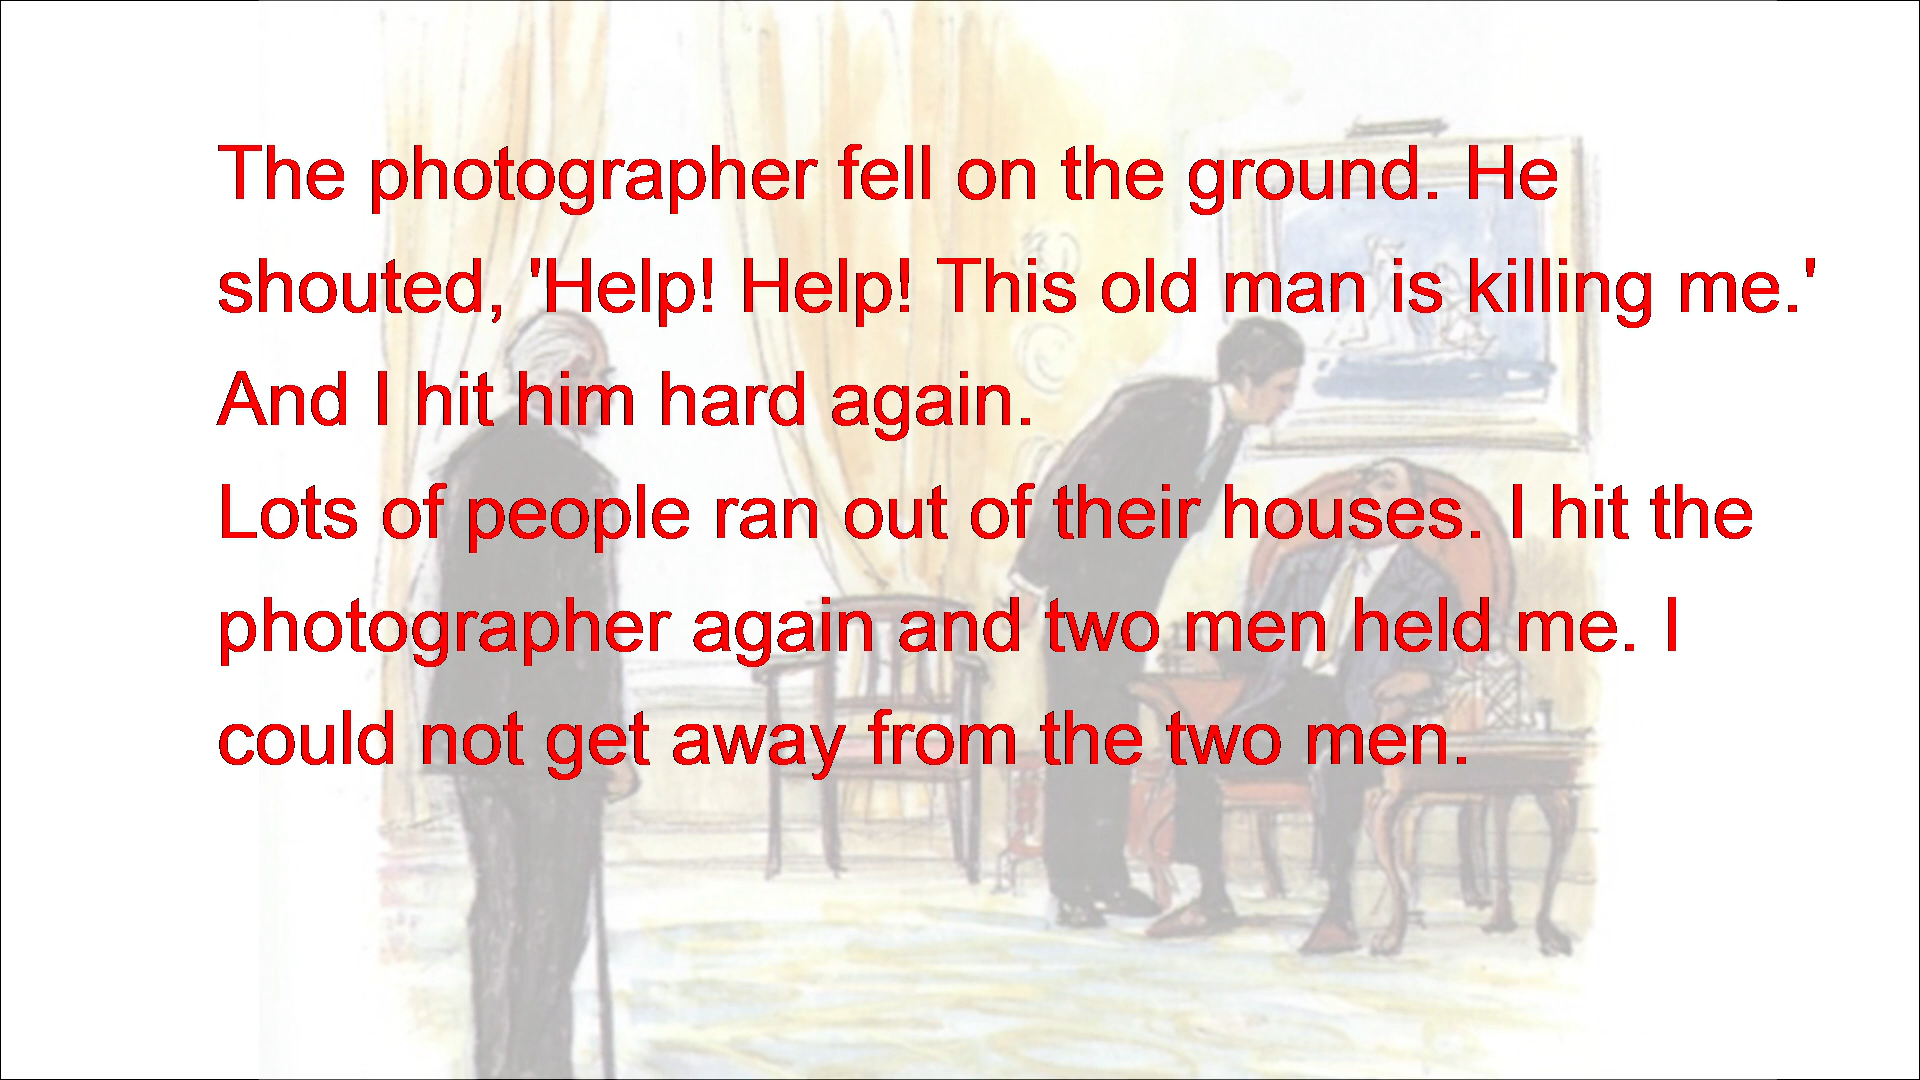 The photographer fell on the ground. He
shouted, 'Help! Help! This old man is killing me.'
And I hit him hard again.
Lots of people ran out of their houses. I hit the
photographer again and two men held me. I
could not get away from the two men.